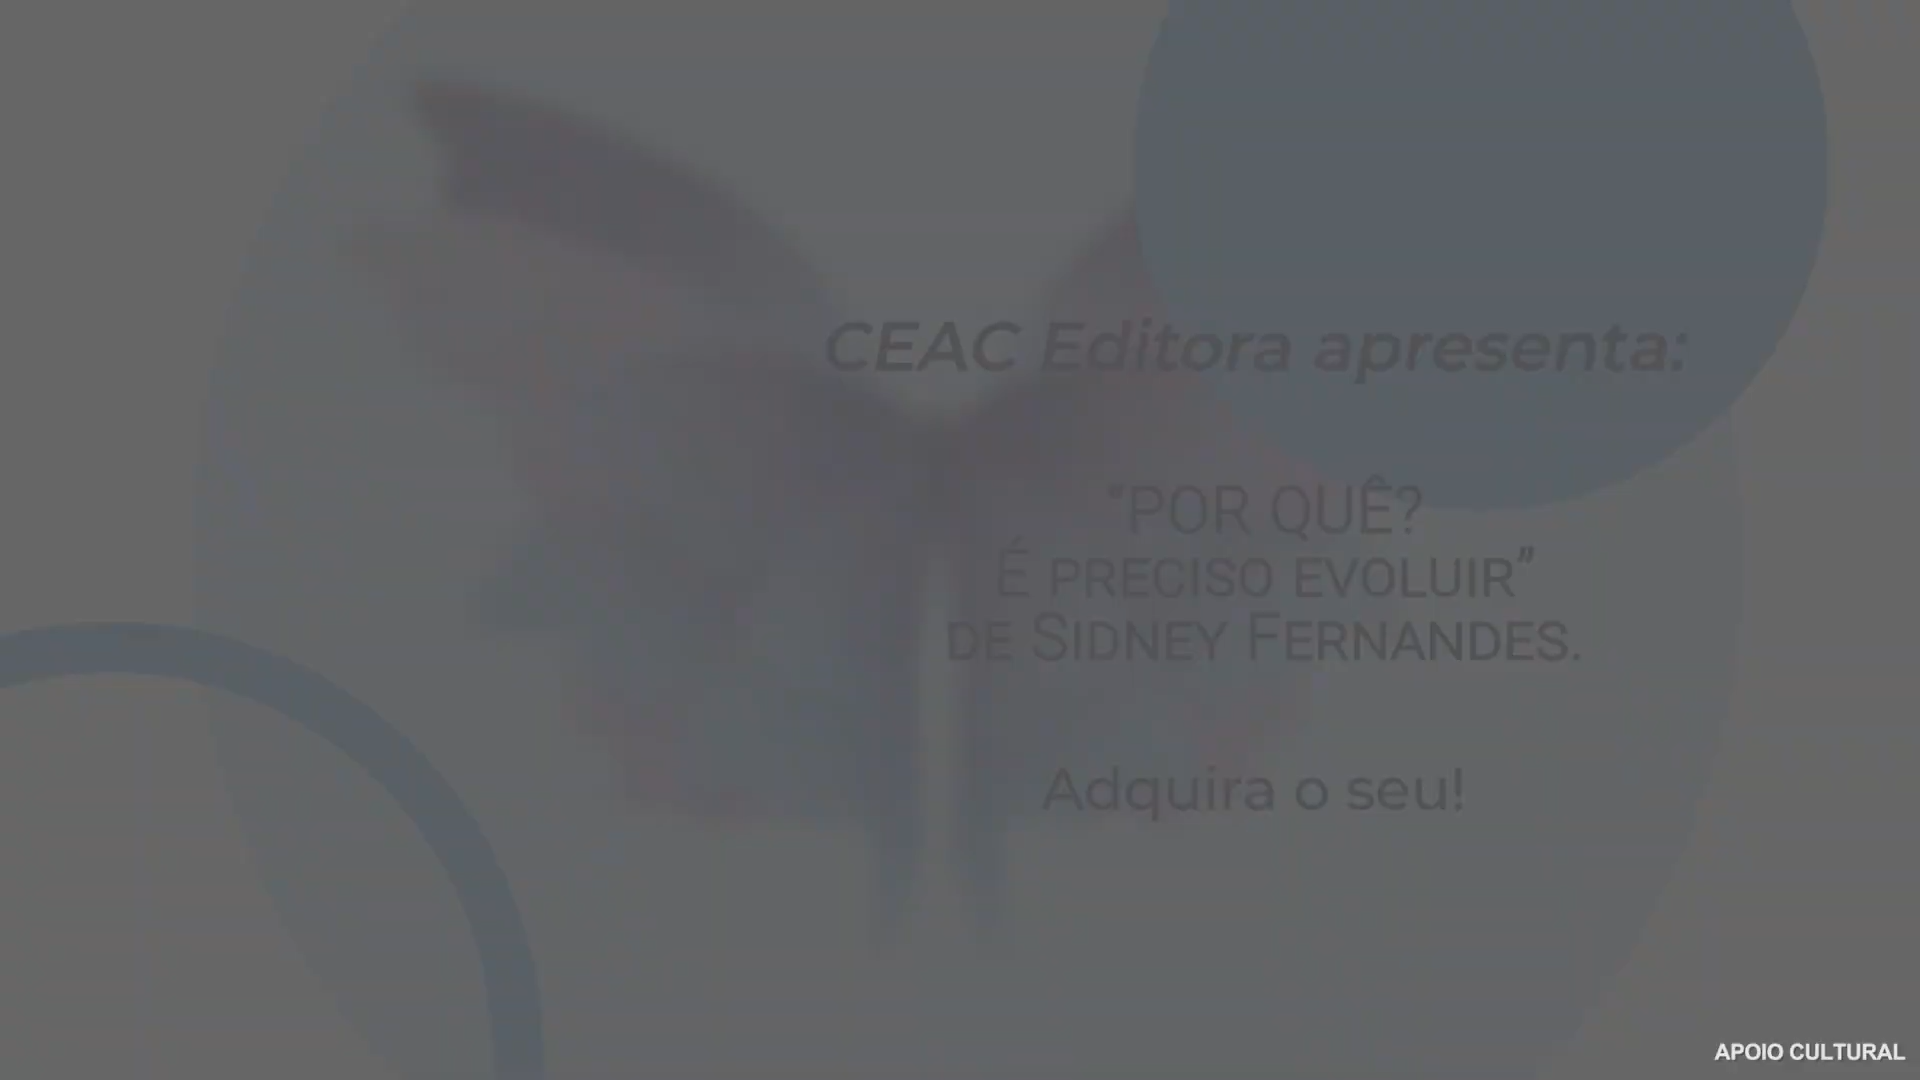 CEAC Editora apresenta:
"POR QUÊ?
É PRECISO EVOLUIR"
DE SIDNEY FERNANDES.
Adquira o seu!
APOIO CULTURAL